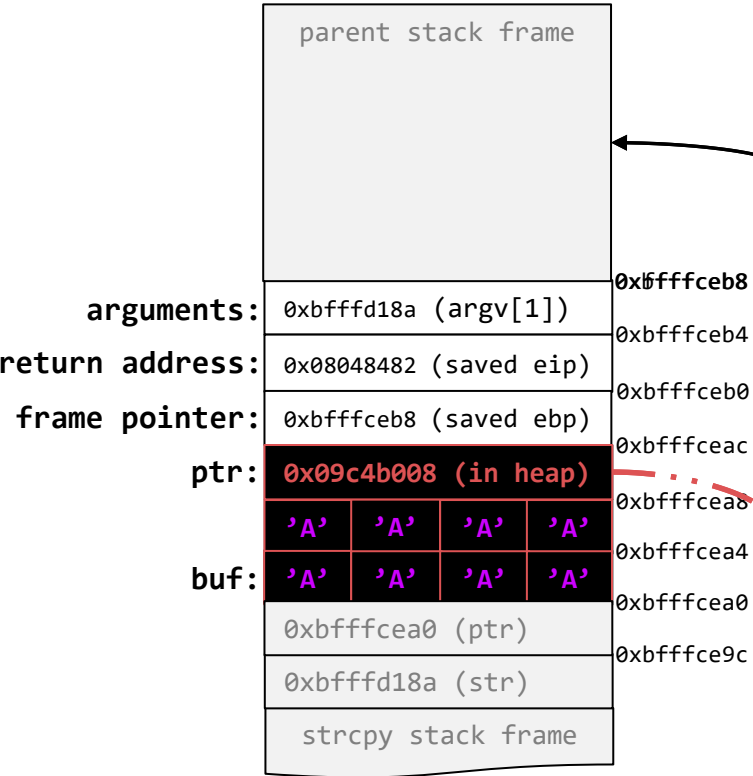 parent stack frame
0xbffffceb8
arguments: 0xbfffd18a (argv[1])
0xbfffceb4
return address: 0x08048482 (saved eip)
0xbfffceb0
frame pointer: 0xbfffceb8 (saved ebp)
0xbfffceac
ptr: 0x09c4b008 (in heap)
0xbfffcea8
’A’ ’A’ ’A’ ’A’
0xbfffcea4
buf: ’A’ ’A’ ’A’ ’A’
0xbfffcea0
0xbfffcea0 (ptr)
0xbfffce9c
0xbfffd18a (str)
strcpy stack frame